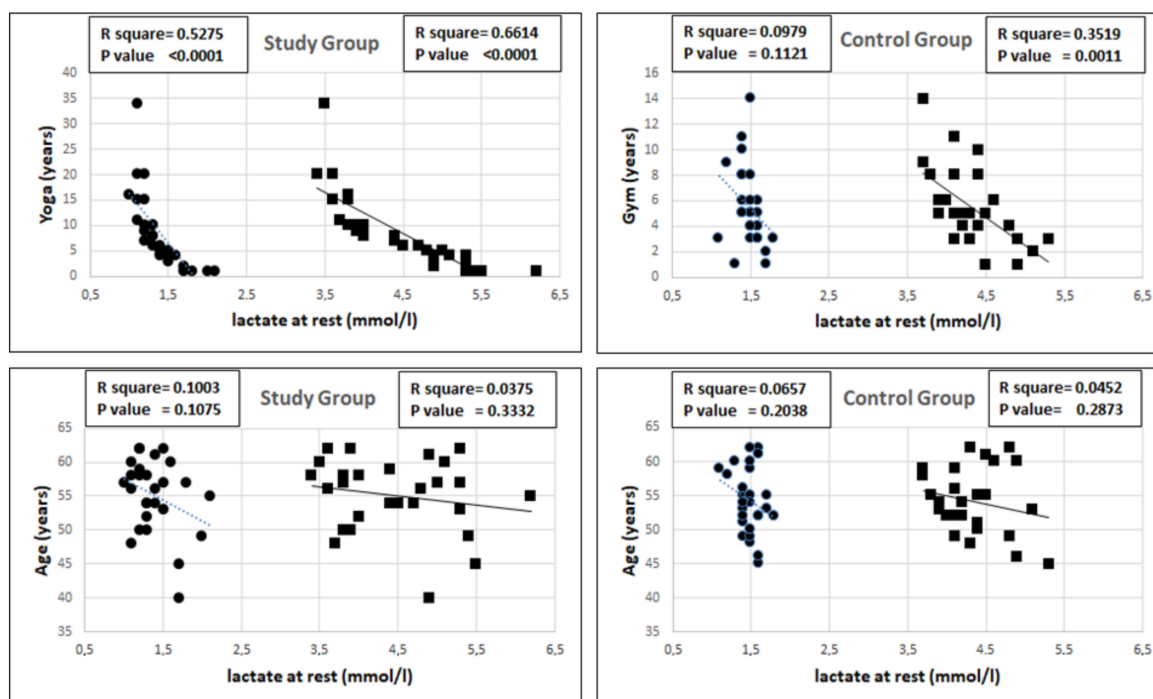 R square= 0.5275
P value <0.0001
Study Group
R square= 0.6614
P value <0.0001
40
35
30
25
20
15
10
5
0
Yoga (years)
0,5 1,5 2,5 3,5 4,5 5,5 6,5
lactate at rest (mmol/l)
R square= 0.0979
P value = 0.1121
Control Group
R square= 0.3519
P value = 0.0011
16
14
12
10
8
6
4
2
0
Gym (years)
0,5 1,5 2,5 3,5 4,5 5,5 6,5
lactate at rest (mmol/l)
R square= 0.1003
P value = 0.1075
Study Group
R square= 0.0375
P value = 0.3332
65
60
55
50
45
40
35
Age (years)
0,5 1,5 2,5 3,5 4,5 5,5 6,5
lactate at rest (mmol/l)
R square= 0.0657
P value = 0.2038
Control Group
R square= 0.0452
P value= 0.2873
65
60
55
50
45
40
35
Age (years)
0,5 1,5 2,5 3,5 4,5 5,5 6,5
lactate at rest (mmol/l)